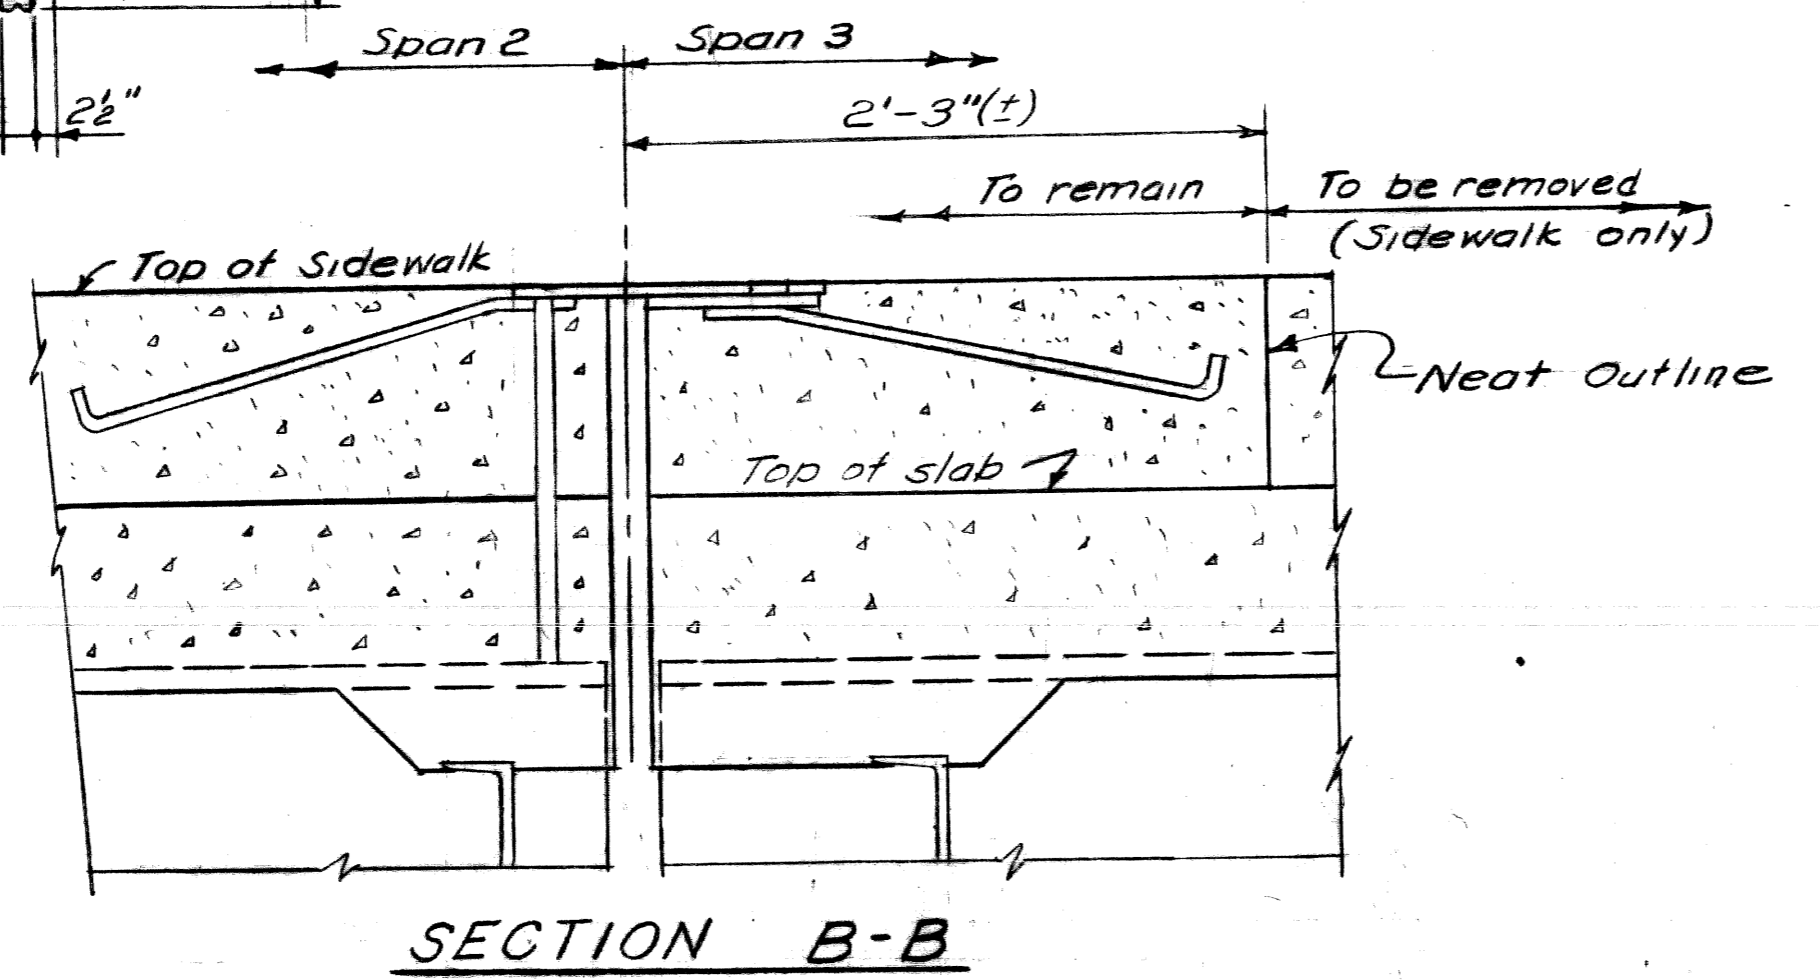 Span 2
Span 3
2½"
2'-3"(±)
To remain
To be removed
(Sidewalk only)
Top of Sidewalk
Neat Outline
Top of slab
SECTION B-B